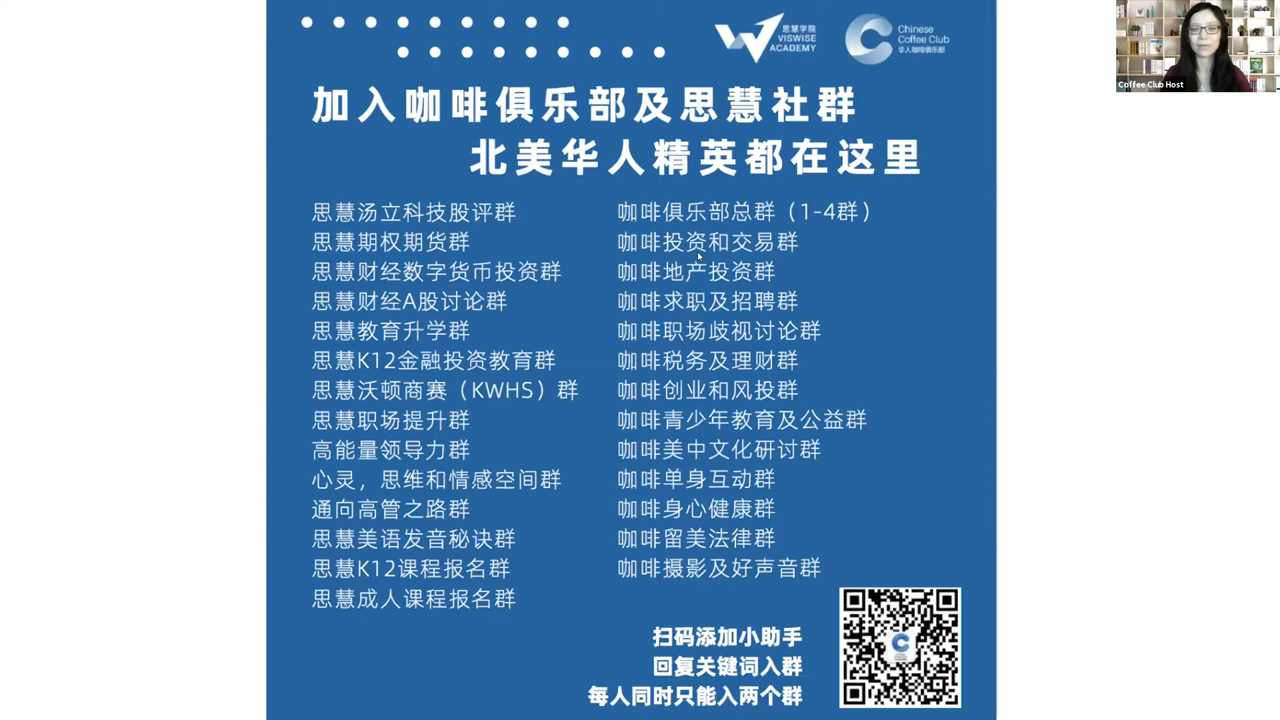 思慧学院
VISWISE
ACADEMY
Chinese
Coffee Club
华人咖啡俱乐部
Coffee Club Host
加入咖啡俱乐部及思慧社群
北美华人精英都在这里
思慧汤立科技股评群
思慧期权期货群
思慧财经数字货币投资群
思慧财经A股讨论群
思慧教育升学群
思慧K12金融投资教育群
思慧沃顿商赛（KWHS）群
思慧职场提升群
高能量领导力群
心灵，思维和情感空间群
通向高管之路群
思慧美语发音秘诀群
思慧K12课程报名群
思慧成人课程报名群
咖啡俱乐部总群（1-4群）
咖啡投资和交易群
咖啡地产投资群
咖啡求职及招聘群
咖啡职场歧视讨论群
咖啡税务及理财群
咖啡创业和风投群
咖啡青少年教育及公益群
咖啡美中文化研讨群
咖啡单身互动群
咖啡身心健康群
咖啡留美法律群
咖啡摄影及好声音群
扫码添加小助手
回复关键词入群
每人同时只能入两个群